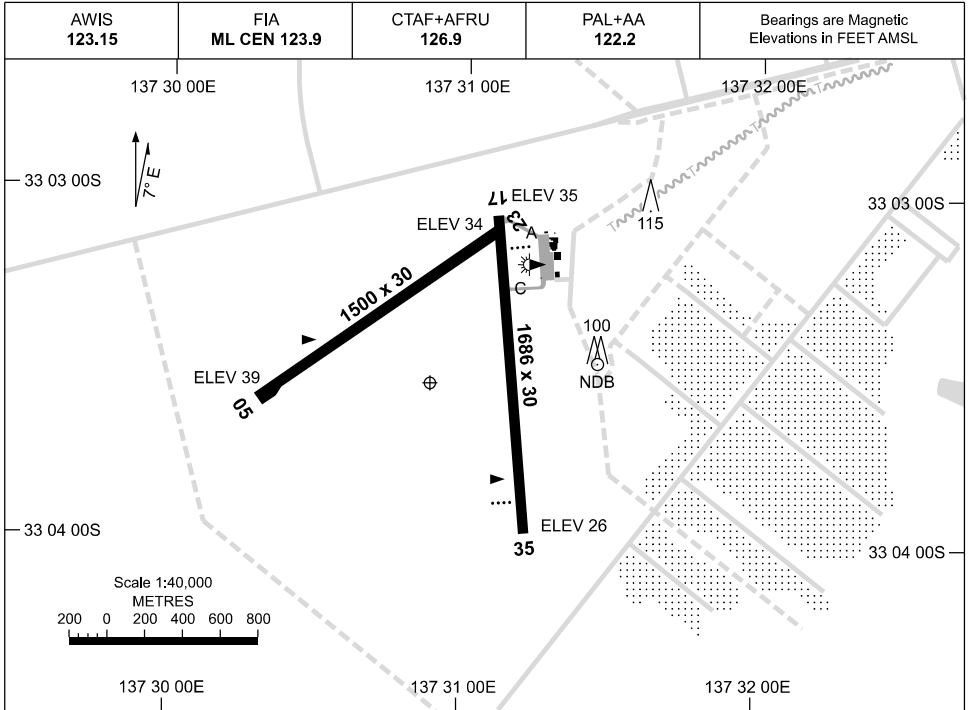 AWIS
123.15
FIA
ML CEN 123.9
CTAF+AFRU
126.9
PAL+AA
122.2
Bearings are Magnetic
Elevations in FEET AMSL
137 30 00E
137 31 00E
137 32 00E
7° E
33 03 00S
33 03 00S
17
ELEV 35
ELEV 34
23
A
T
T
T
115
C
1500 x 30
1686 x 30
100
NDB
ELEV 39
05
33 04 00S
ELEV 26
35
33 04 00S
Scale 1:40,000
METRES
200 0 200 400 600 800
137 30 00E
137 31 00E
137 32 00E